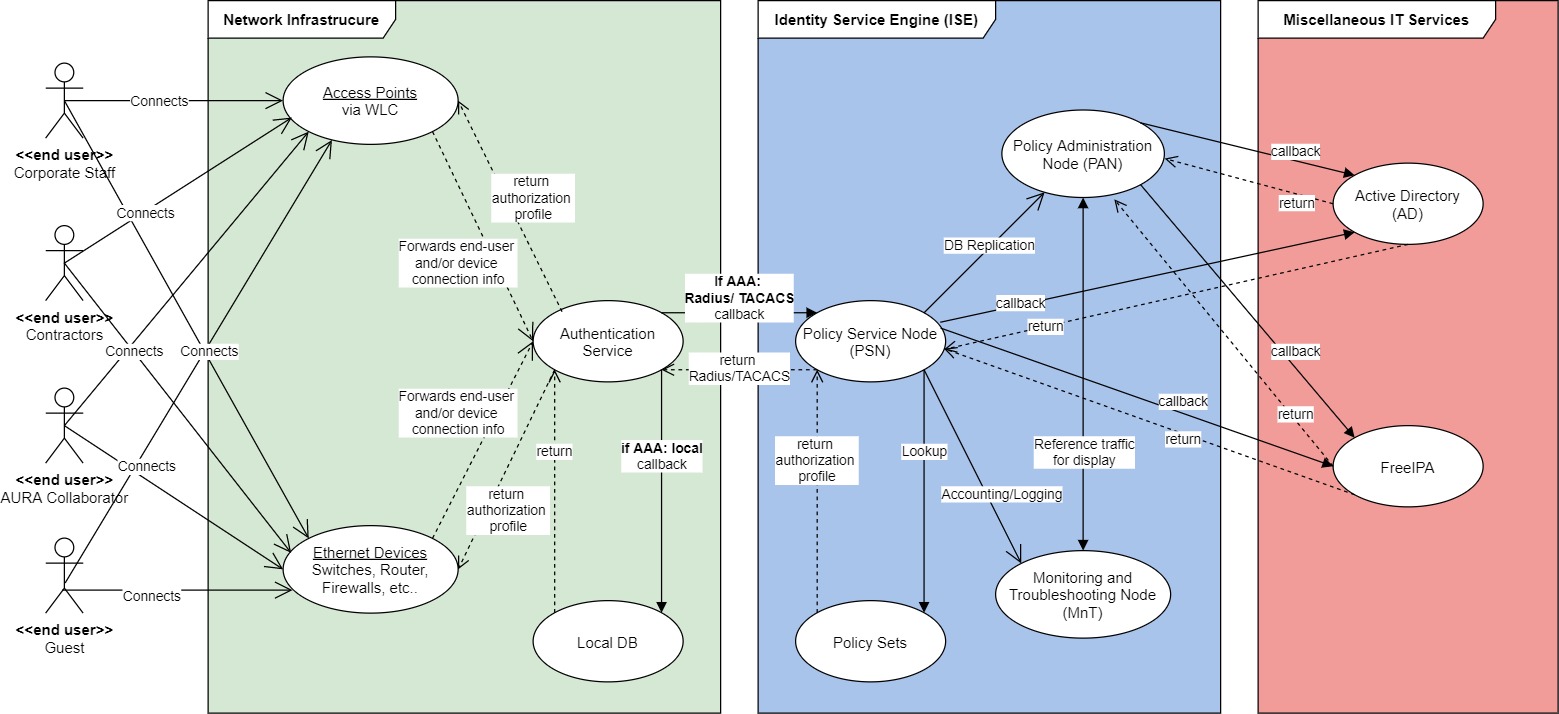 Network Infrastrucure
Identity Service Engine (ISE)
Miscellaneous IT Services
<<end user>>
Corporate Staff
<<end user>>
Contractors
<<end user>>
AURA Collaborator
<<end user>>
Guest
Connects
Connects
Connects
Connects
Connects
Connects
Access Points
via WLC
return
authorization
profile
Forwards end-user
and/or device
connection info
Authentication
Service
Forwards end-user
and/or device
connection info
return
authorization
profile
return
if AAA: local
callback
Ethernet Devices
Switches, Router,
Firewalls, etc..
Local DB
If AAA:
Radius/ TACACS
callback
return
Radius/TACACS
Policy Administration
Node (PAN)
DB Replication
Policy Service Node
(PSN)
callback
return
return
authorization
profile
Lookup
Accounting/Logging
Reference traffic
for display
Policy Sets
Monitoring and
Troubleshooting Node
(MnT)
callback
return
Active Directory
(AD)
callback
callback
return
return
FreeIPA